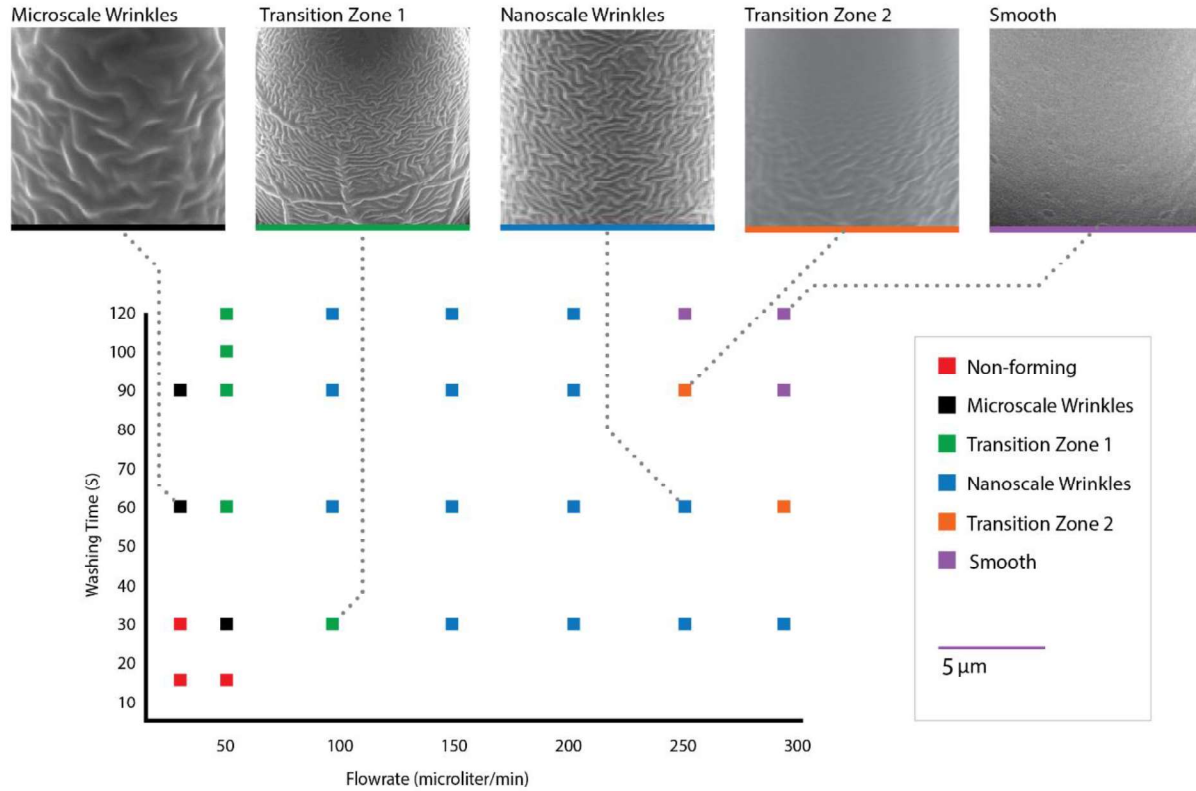 Microscale Wrinkles
Transition Zone 1
Nanoscale Wrinkles
Transition Zone 2
Smooth
120
100
90
80
70
60
50
40
30
20
10
Washing Time (S)
50
100
150
200
250
300
Flowrate (microliter/min)
Non-forming
Microscale Wrinkles
Transition Zone 1
Nanoscale Wrinkles
Transition Zone 2
Smooth
5 µm